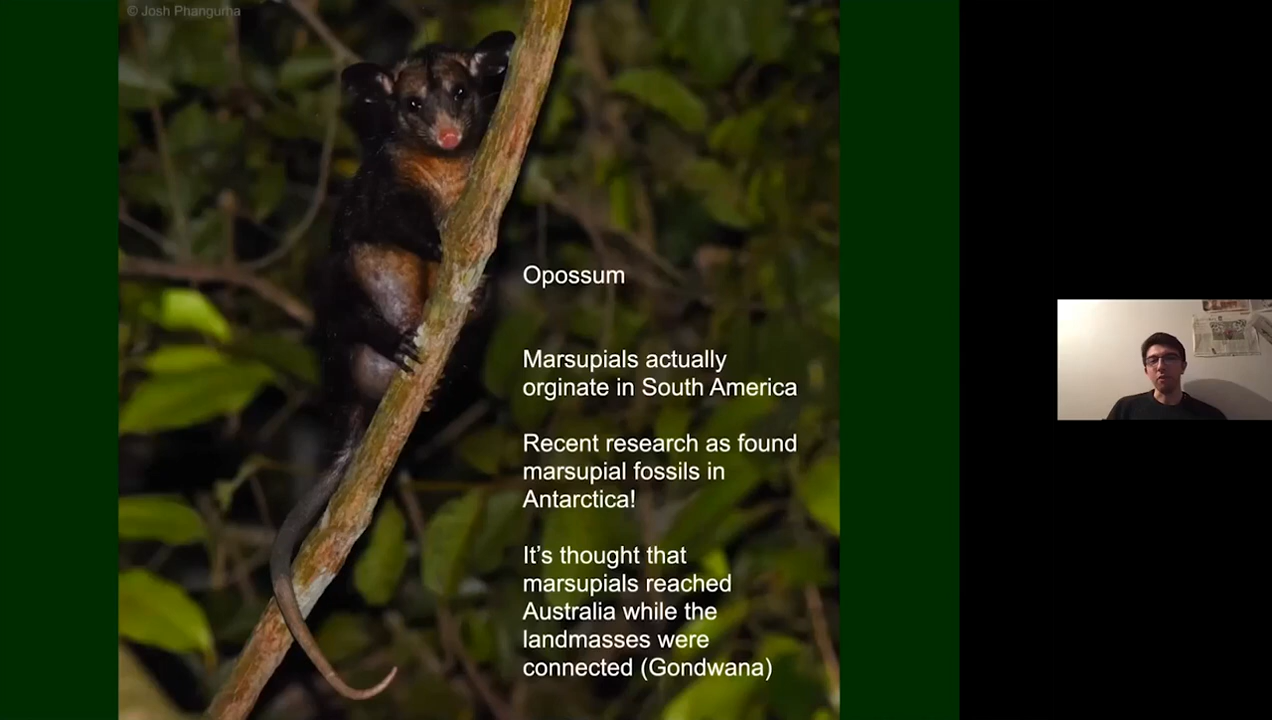 © Josh Phangurha
Opossum
Marsupials actually
orginate in South America
Recent research as found
marsupial fossils in
Antarctica!
It's thought that
marsupials reached
Australia while the
landmasses were
connected (Gondwana)